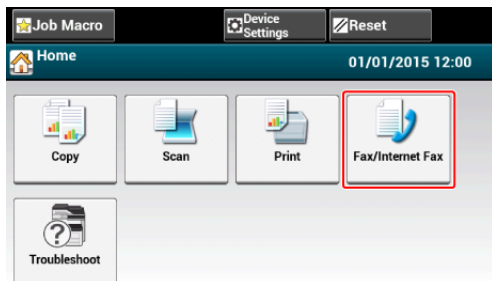 Job Macro
Device
Settings
Reset
Home
01/01/2015 12:00
Copy
Scan
Print
Fax/Internet Fax
Troubleshoot